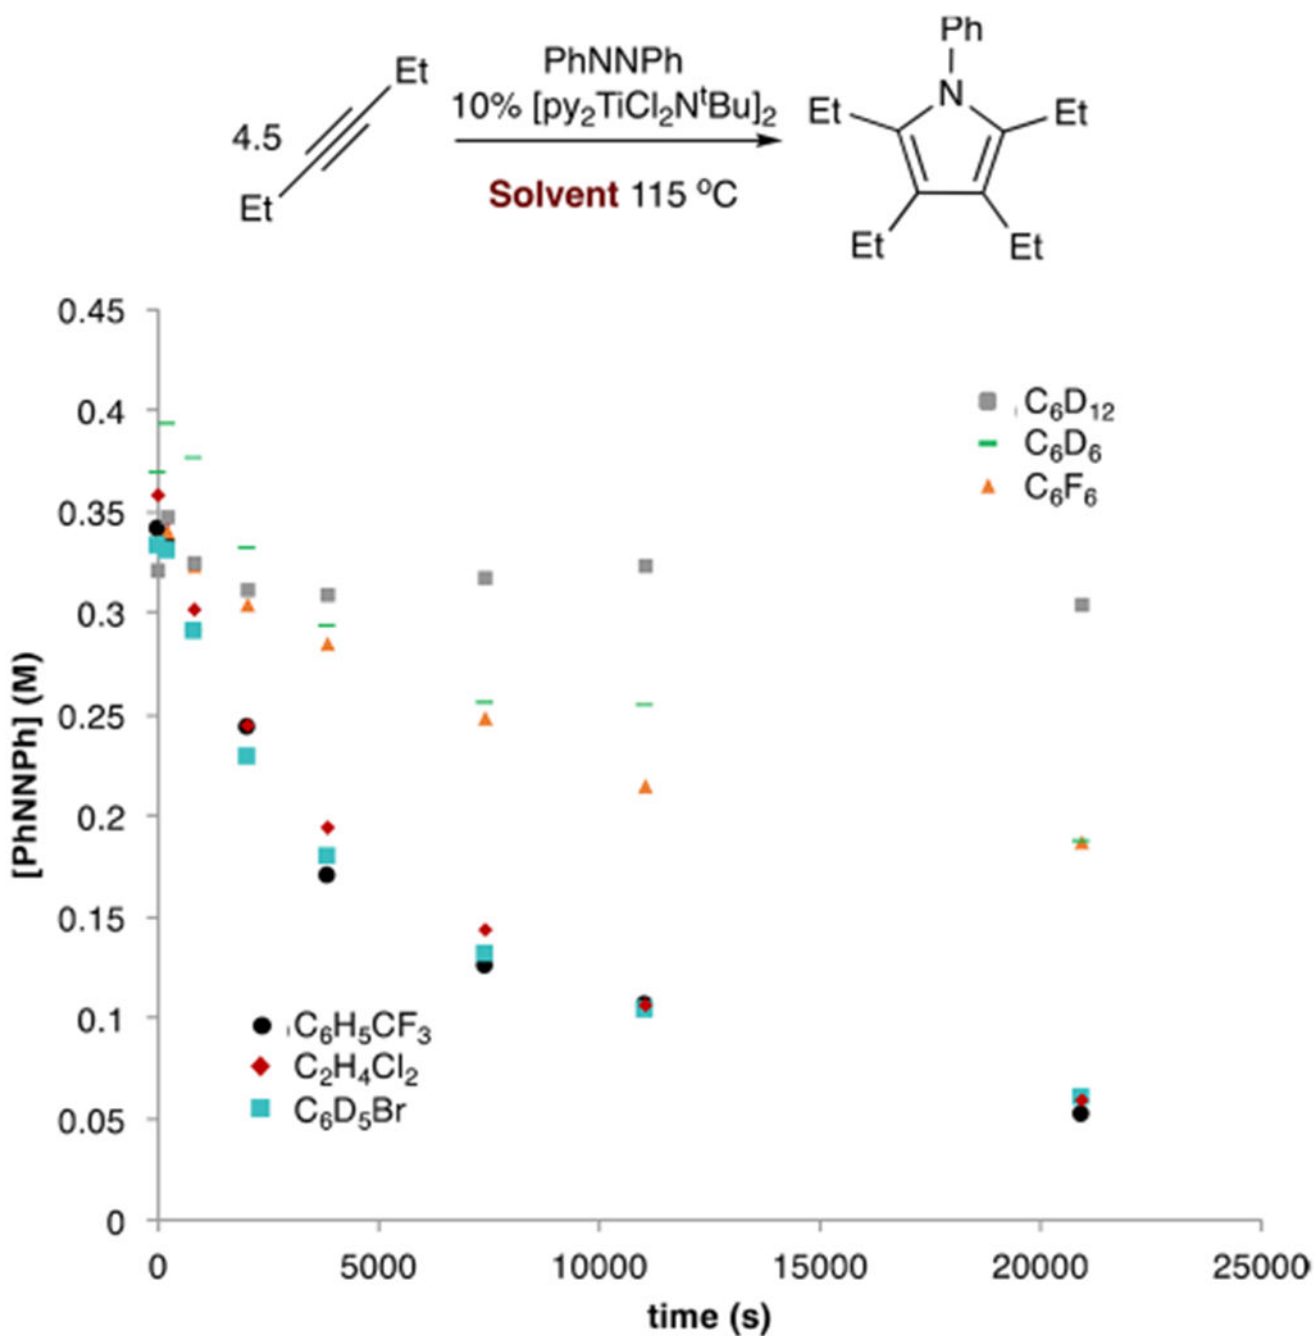 Ph
N
Et
Et
Et
Et
4.5
Et
Et
PhNNPh
10% [py₂TiCl₂NᵗBu]₂
Solvent 115 ºC
0.45
0.4
0.35
0.3
0.25
0.2
0.15
0.1
0.05
0
[PhNNPh] (M)
C₆D₁₂
C₆D₆
C₆F₆
C₆H₅CF₃
C₂H₄Cl₂
C₆D₅Br
0 5000 10000 15000 20000 25000
time (s)